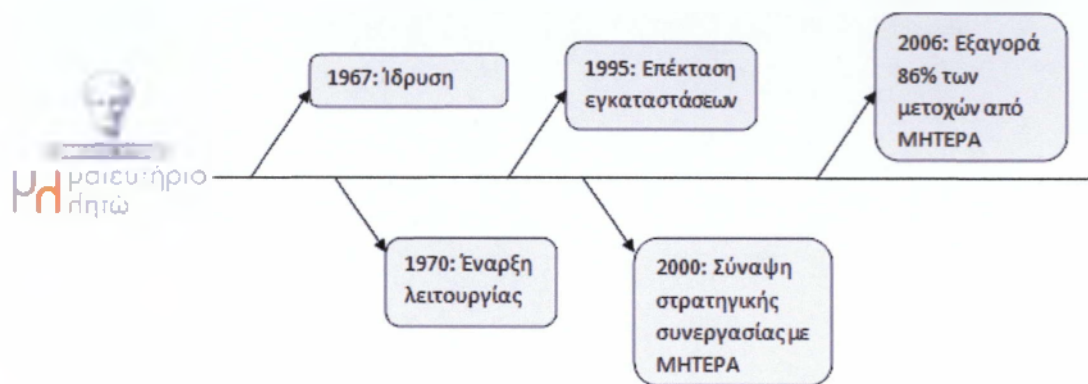 1967: Ίδρυση
1995: Επέκταση
εγκαταστάσεων
2006: Εξαγορά
86% των
μετοχών από
ΜΗΤΕΡΑ
μαιευτήριο
λητώ
1970: Έναρξη
λειτουργίας
2000: Σύναψη
στρατηγικής
συνεργασίας με
ΜΗΤΕΡΑ